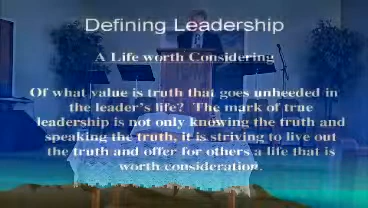 Defining Leadership
A Life worth Considering
Of what value is truth that goes unheeded in
the leader's life? The mark of true
leadership is not only knowing the truth and
speaking the truth, it is striving to live out
the truth and offer for others a life that is
worth consideration.